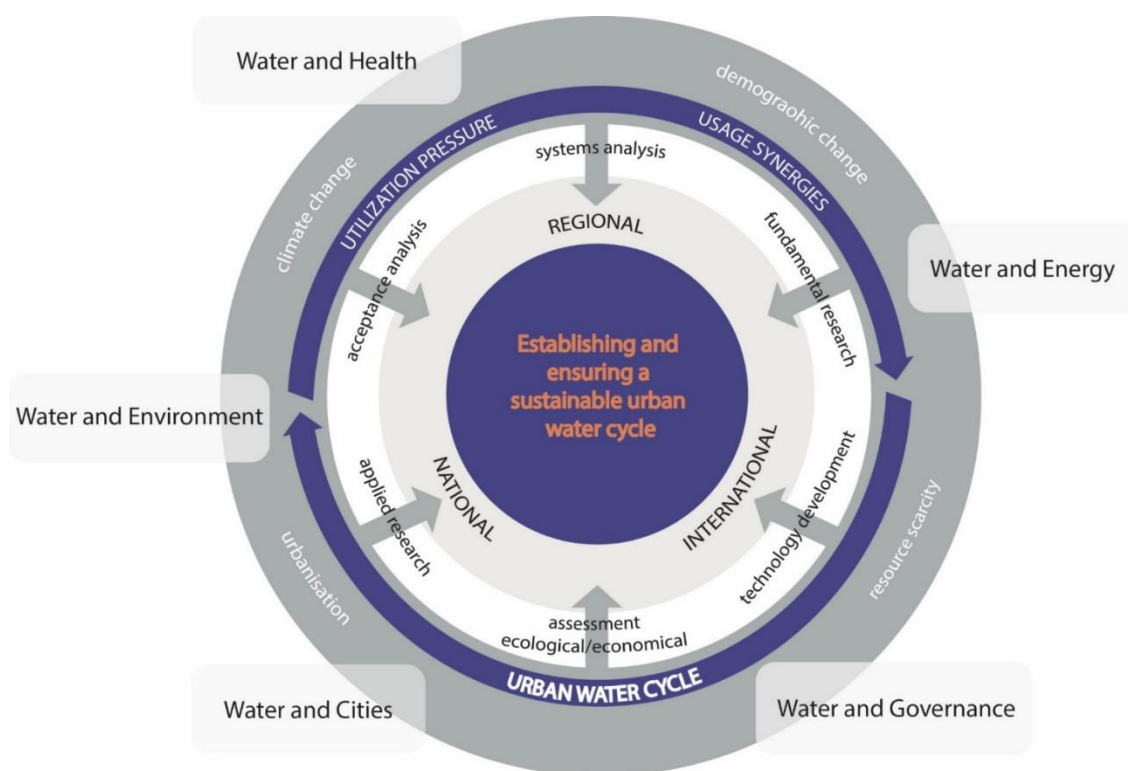 Water and Health
demograohic change
climate change
UTILIZATION PRESSURE
USAGE SYNERGIES
systems analysis
acceptance analysis
fundamental research
REGIONAL
Water and Energy
Establishing and
ensuring a
sustainable urban
water cycle
Water and Environment
NATIONAL
INTERNATIONAL
applied research
technology development
urbanisation
resource scarcity
assessment
ecological/economical
URBAN WATER CYCLE
Water and Cities
Water and Governance